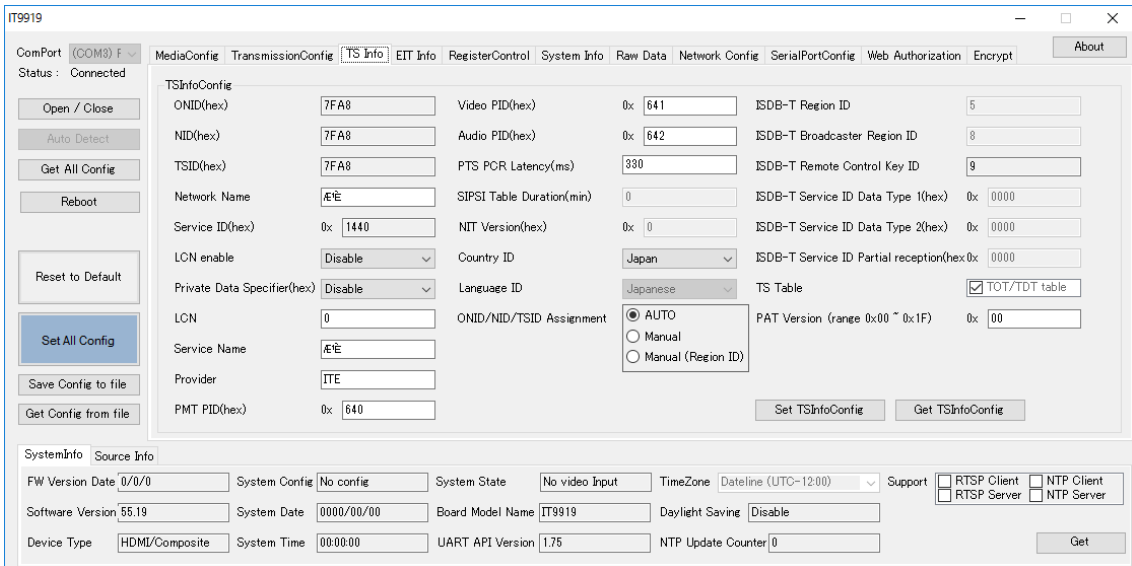 IT9919
ComPort (COM3) F
Status : Connected
Open / Close
Auto Detect
Get All Config
Reboot
Reset to Default
Set All Config
Save Config to file
Get Config from file
MediaConfig TransmissionConfig TS Info EIT Info RegisterControl System Info Raw Data Network Config SerialPortConfig Web Authorization Encrypt
About
TSInfoConfig
ONID(hex) 7FA8
NID(hex) 7FA8
TSID(hex) 7FA8
Network Name ÆŀÈ
Service ID(hex) 0x 1440
LCN enable Disable
Private Data Specifier(hex) Disable
LCN 0
Service Name ÆŀÈ
Provider ITE
PMT PID(hex) 0x 640
Video PID(hex) 0x 641
Audio PID(hex) 0x 642
PTS PCR Latency(ms) 330
SIPSI Table Duration(min) 0
NIT Version(hex) 0x 0
Country ID Japan
Language ID Japanese
ONID/NID/TSID Assignment AUTO
Manual
Manual (Region ID)
ISDB-T Region ID 5
ISDB-T Broadcaster Region ID 8
ISDB-T Remote Control Key ID 9
ISDB-T Service ID Data Type 1(hex) 0x 0000
ISDB-T Service ID Data Type 2(hex) 0x 0000
ISDB-T Service ID Partial reception(hex 0x 0000
TS Table TOT/TDT table
PAT Version (range 0x00 ~ 0x1F) 0x 00
Set TSInfoConfig Get TSInfoConfig
SystemInfo Source Info
FW Version Date 0/0/0 System Config No config System State No video Input TimeZone Dateline (UTC-12:00) Support RTSP Client NTP Client
RTSP Server NTP Server
Software Version 55.19 System Date 0000/00/00 Board Model Name IT9919 Daylight Saving Disable
Device Type HDMI/Composite System Time 00:00:00 UART API Version 1.75 NTP Update Counter 0 Get